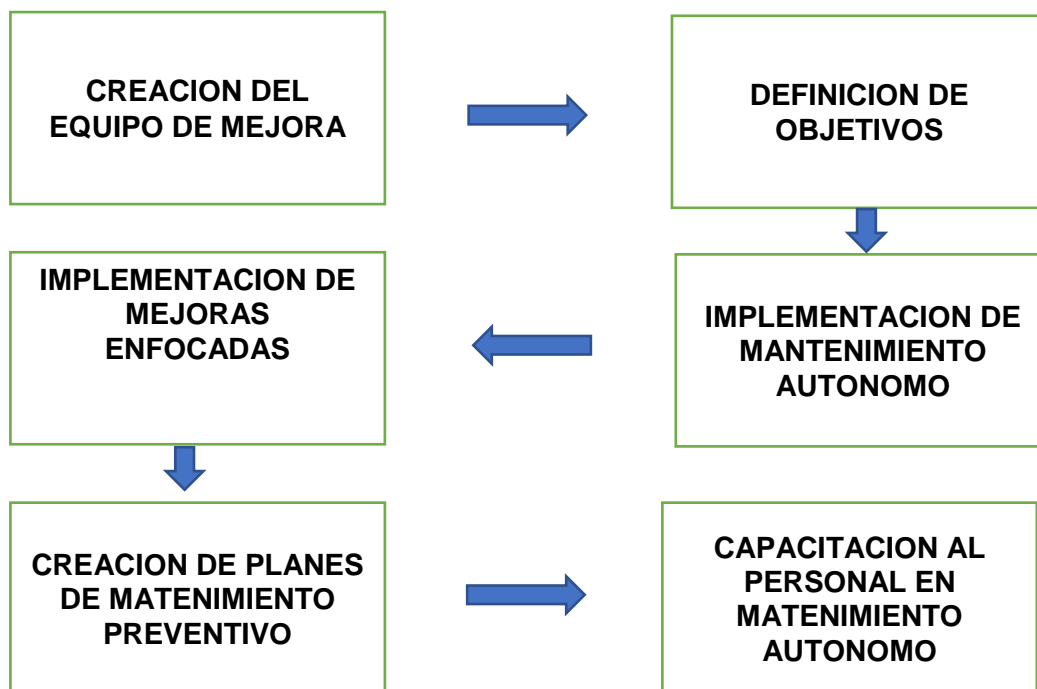 CREACION DEL
EQUIPO DE MEJORA
DEFINICION DE
OBJETIVOS
IMPLEMENTACION DE
MANTENIMIENTO
AUTONOMO
IMPLEMENTACION DE
MEJORAS
ENFOCADAS
CREACION DE PLANES
DE MATENIMIENTO
PREVENTIVO
CAPACITACION AL
PERSONAL EN
MATENIMIENTO
AUTONOMO